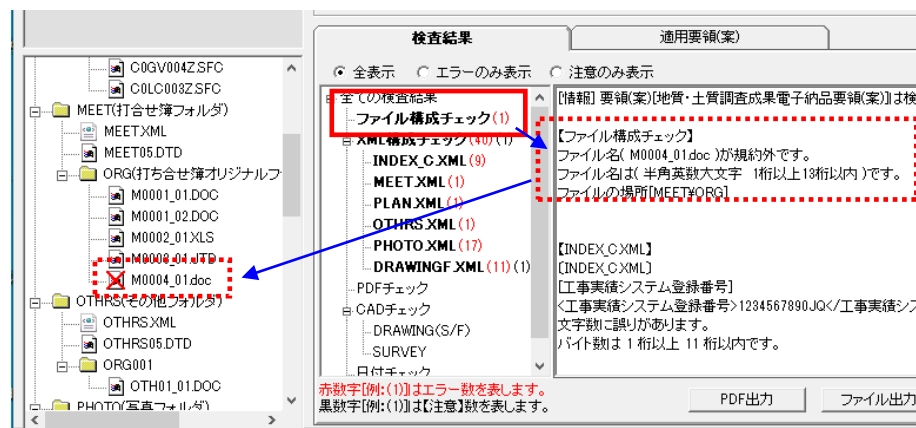 C0GV004Z.SFC
C0LC003Z.SFC
MEET(打合せ簿フォルダ)
MEET.XML
MEET05.DTD
ORG(打ち合せ簿オリジナルフ
M0001_01.DOC
M0001_02.DOC
M0002_01.XLS
M0003_01.JTD
M0004_01.doc
OTHRS(その他フォルダ)
OTHRS.XML
OTHRS05.DTD
ORG001
OTH01_01.DOC
PHOTO(写真フォルダ)
検査結果
適用要領(案)
全表示 エラーのみ表示 注意のみ表示
全ての検査結果
ファイル構成チェック(1)
XML構成チェック(40)(1)
INDEX_C.XML(9)
MEET.XML(1)
PLAN.XML(1)
OTHRS.XML(1)
PHOTO.XML(17)
DRAWINGF.XML(11)(1)
PDFチェック
CADチェック
DRAWING(S/F)
SURVEY
日付チェック
[情報] 要領(案)[地質・土質調査成果電子納品要領(案)]は検
【ファイル構成チェック】
ファイル名( M0004_01.doc )が規約外です。
ファイル名は( 半角英数大文字 1桁以上13桁以内 )です。
ファイルの場所[MEET¥ORG]
【INDEX_C.XML】
[INDEX_C.XML]
[工事実績システム登録番号]
<工事実績システム登録番号>1234567890JQ</工事実績シス
文字数に誤りがあります。
バイト数は 1 桁以上 11 桁以内です。
赤数字[例:(1)]はエラー数を表します。
黒数字[例:(1)]は【注意】数を表します。
PDF出力
ファイル出力